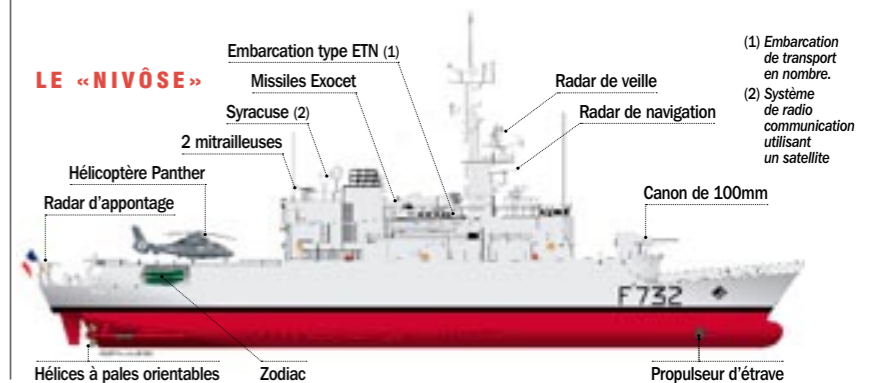 LE «NIVÔSE»
Embarcation type ETN (1)
Missiles Exocet
Syracuse (2)
2 mitrailleuses
Hélicoptère Panther
Radar d'appontage
Radar de veille
Radar de navigation
Canon de 100mm
(1) Embarcation
de transport
en nombre.
(2) Système
de radio
communication
utilisant
un satellite
F732
Hélices à pales orientables
Zodiac
Propulseur d'étrave